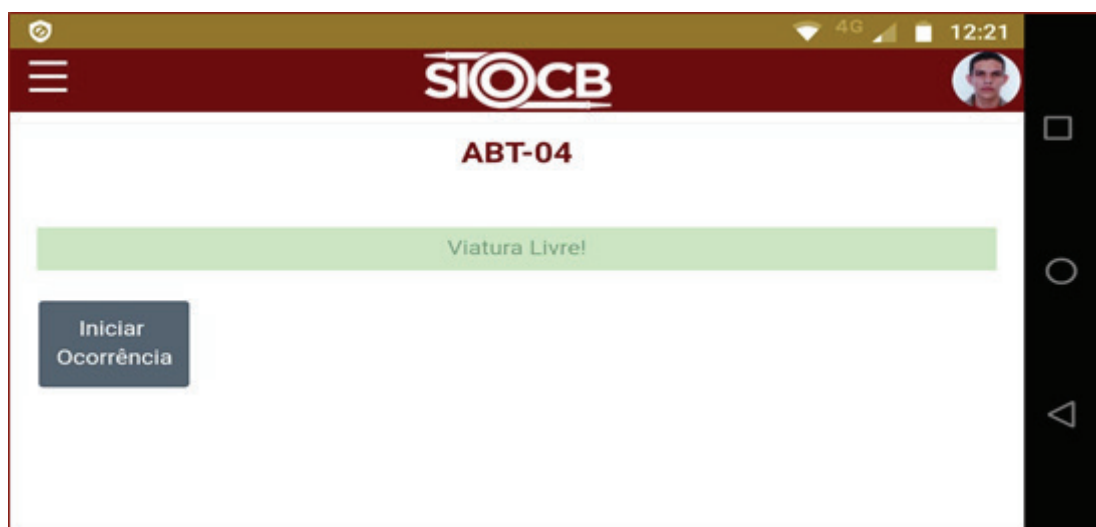 4G 12:21
SIOCB
ABT-04
Viatura Livre!
Iniciar
Ocorrência